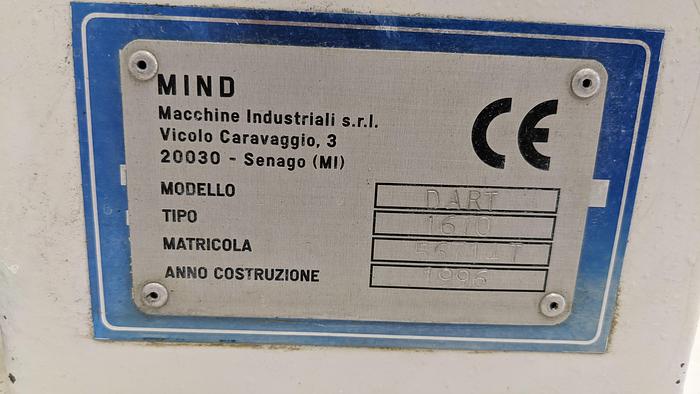 MIND
Macchine Industriali s.r.l.
Vicolo Caravaggio, 3
20030 - Senago (MI)
CE
MODELLO DART
TIPO 1610
MATRICOLA
ANNO COSTRUZIONE 1996